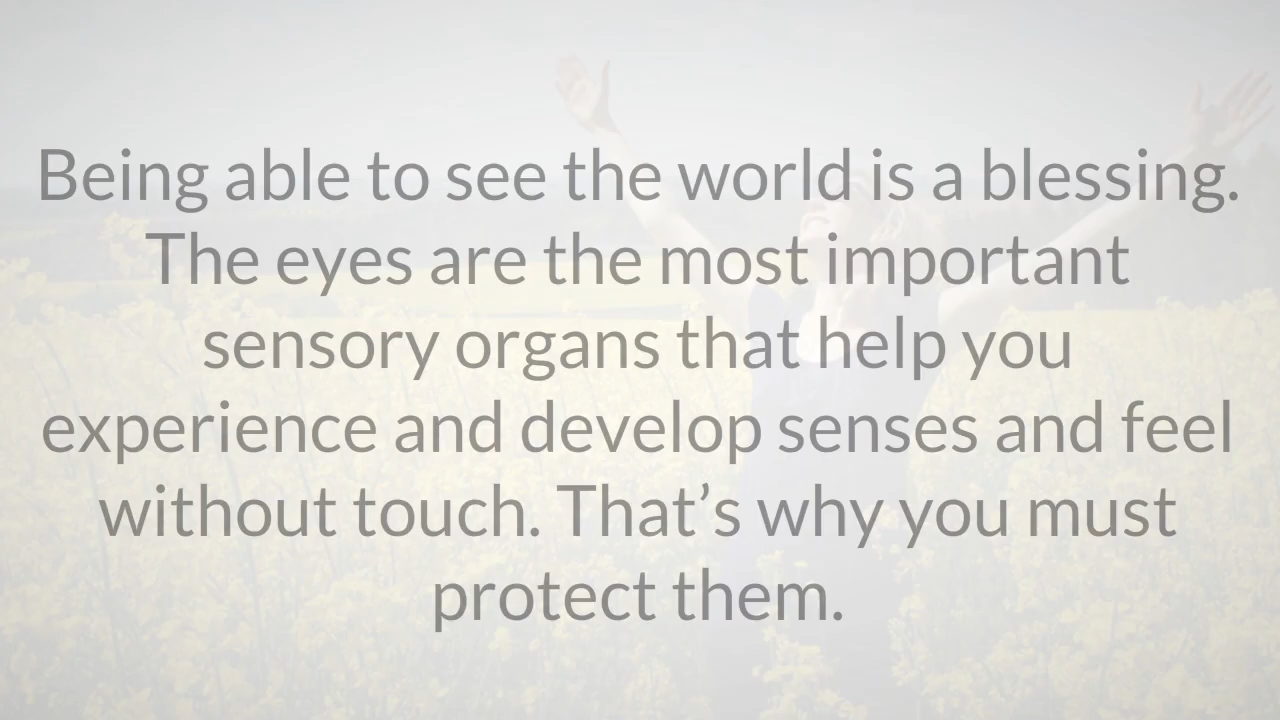 Being able to see the world is a blessing.
The eyes are the most important
sensory organs that help you
experience and develop senses and feel
without touch. That’s why you must
protect them.